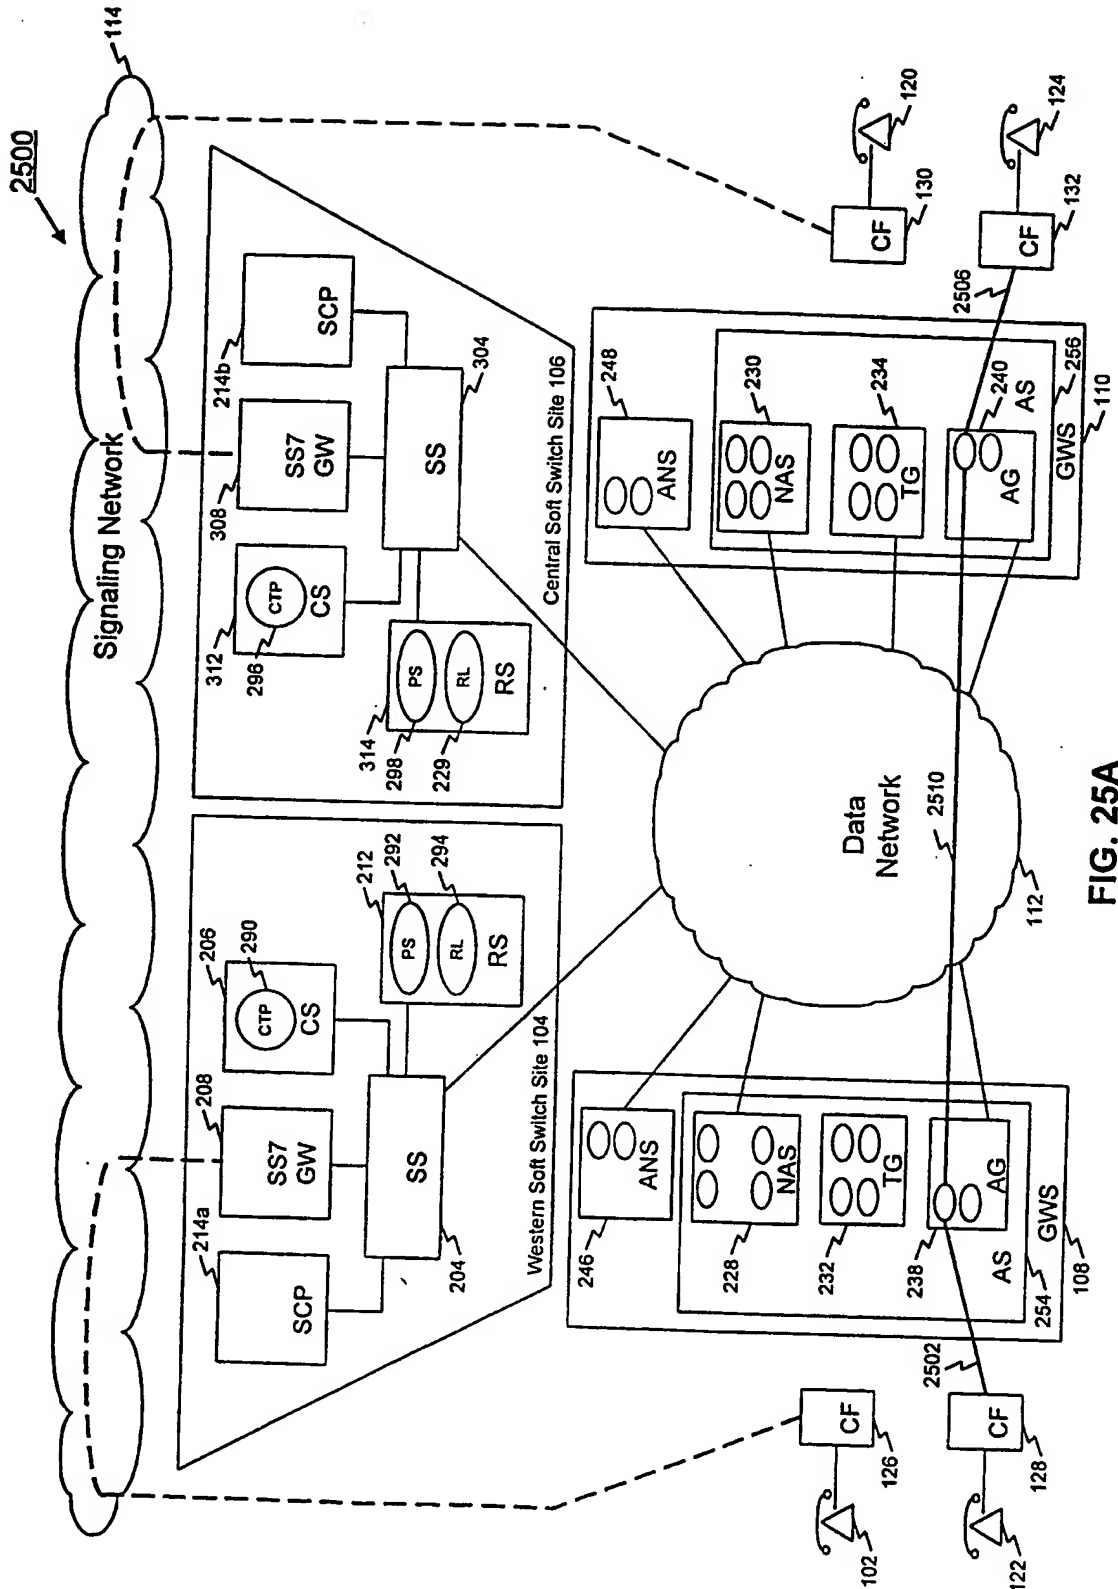 2500
114
Signaling Network
214a
208
206
290
SCP
SS7
GW
CTP
CS
212
292
294
PS
RL
RS
SS
204
Western Soft Switch Site 104
312
296
308
214b
CTP
CS
SS7
GW
SCP
314
298
229
PS
RL
RS
SS
304
Central Soft Switch Site 106
246
ANS
228
NAS
232
TG
238
AG
AS
254
GWS
108
Data
Network
2510
112
248
ANS
230
NAS
234
TG
240
AG
AS
256
GWS
110
102
CF
126
122
CF
128
2502
CF
130
120
CF
132
124
2506
FIG. 25A